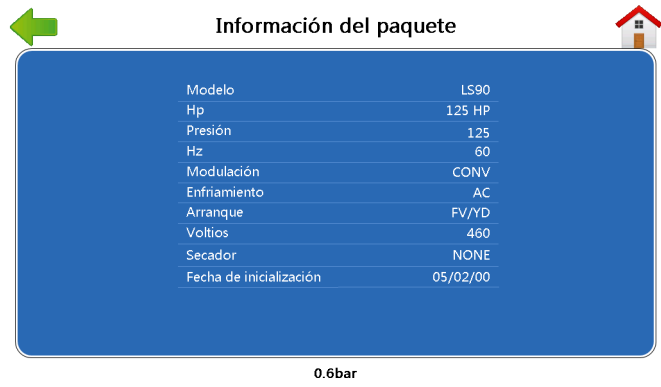 Información del paquete
Modelo LS90
Hp 125 HP
Presión 125
Hz 60
Modulación CONV
Enfriamiento AC
Arranque FV/YD
Voltios 460
Secador NONE
Fecha de inicialización 05/02/00
0.6bar